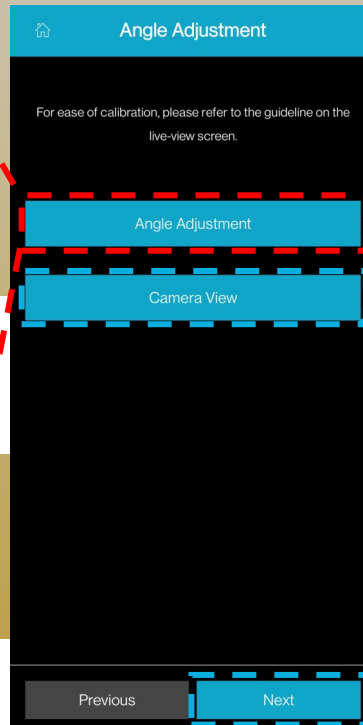 Angle Adjustment
For ease of calibration, please refer to the guideline on the
live-view screen.
Angle Adjustment
Camera View
Previous
Next